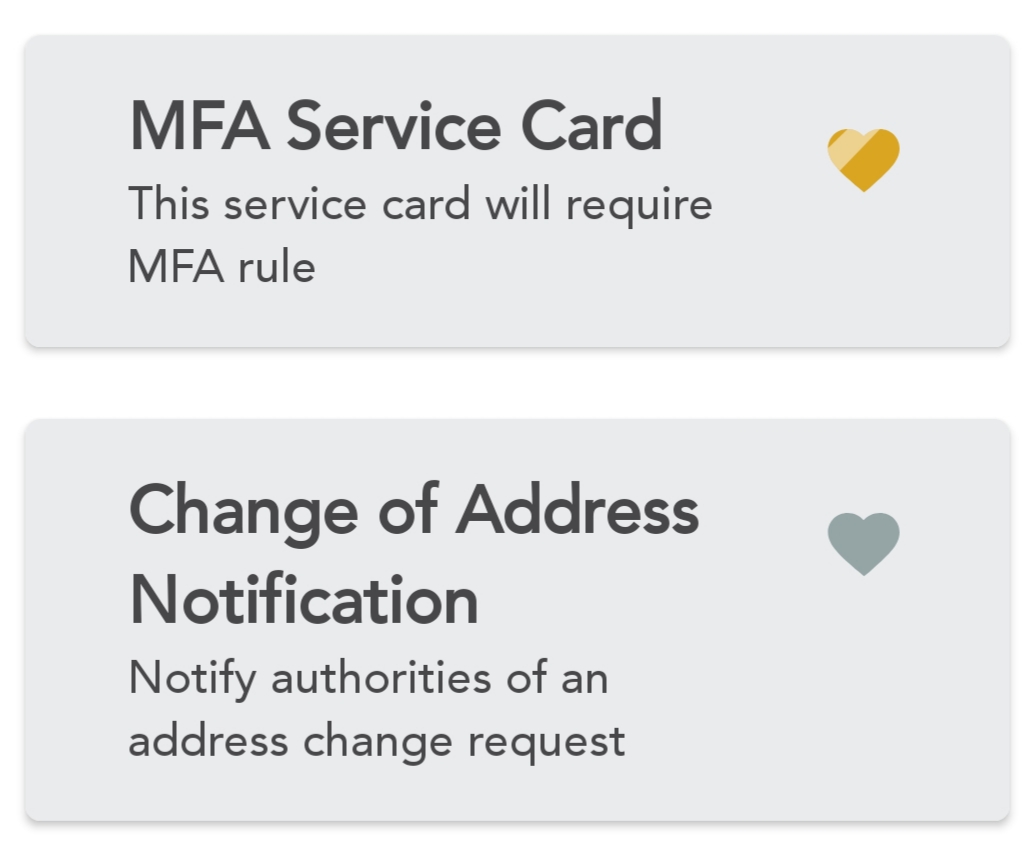 MFA Service Card
This service card will require
MFA rule
Change of Address
Notification
Notify authorities of an
address change request